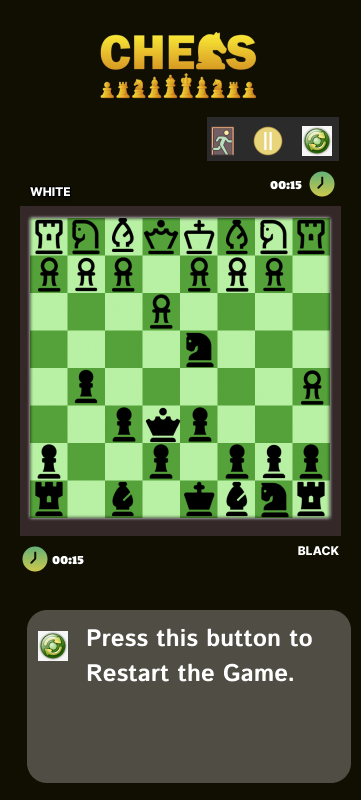 CHESS
00:15
WHITE
00:15
BLACK
Press this button to
Restart the Game.